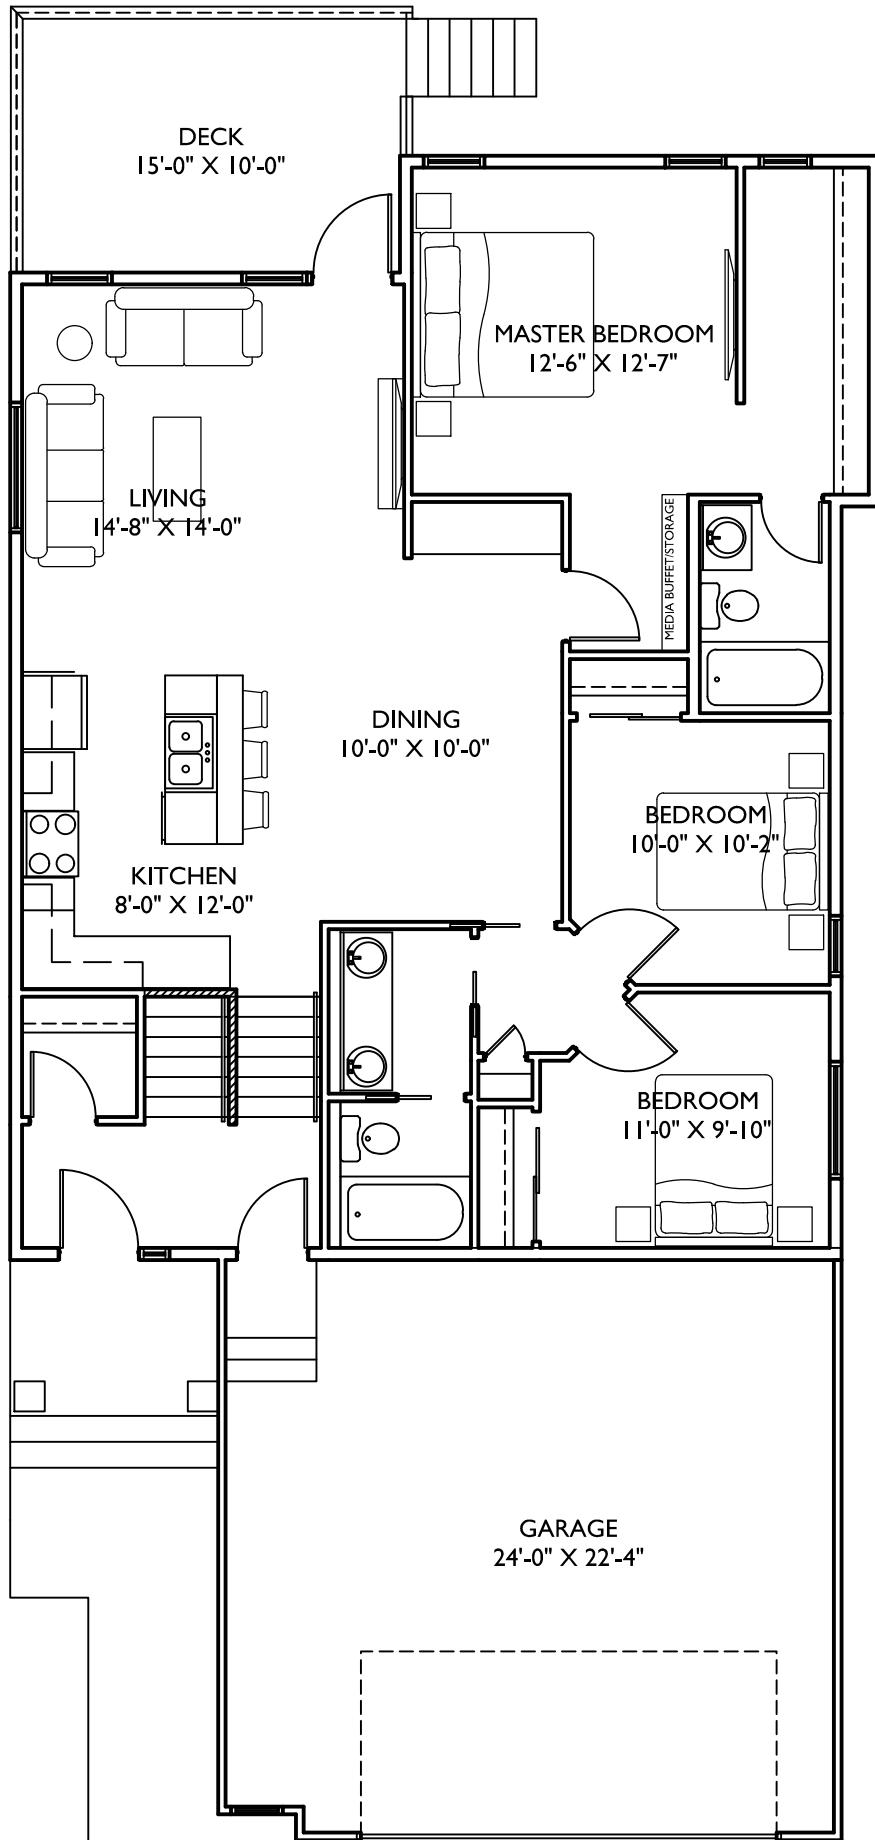 DECK
15'-0" X 10'-0"
MASTER BEDROOM
12'-6" X 12'-7"
LIVING
14'-8" X 14'-0"
MEDIA BUFFET/STORAGE
DINING
10'-0" X 10'-0"
BEDROOM
10'-0" X 10'-2"
KITCHEN
8'-0" X 12'-0"
BEDROOM
11'-0" X 9'-10"
GARAGE
24'-0" X 22'-4"